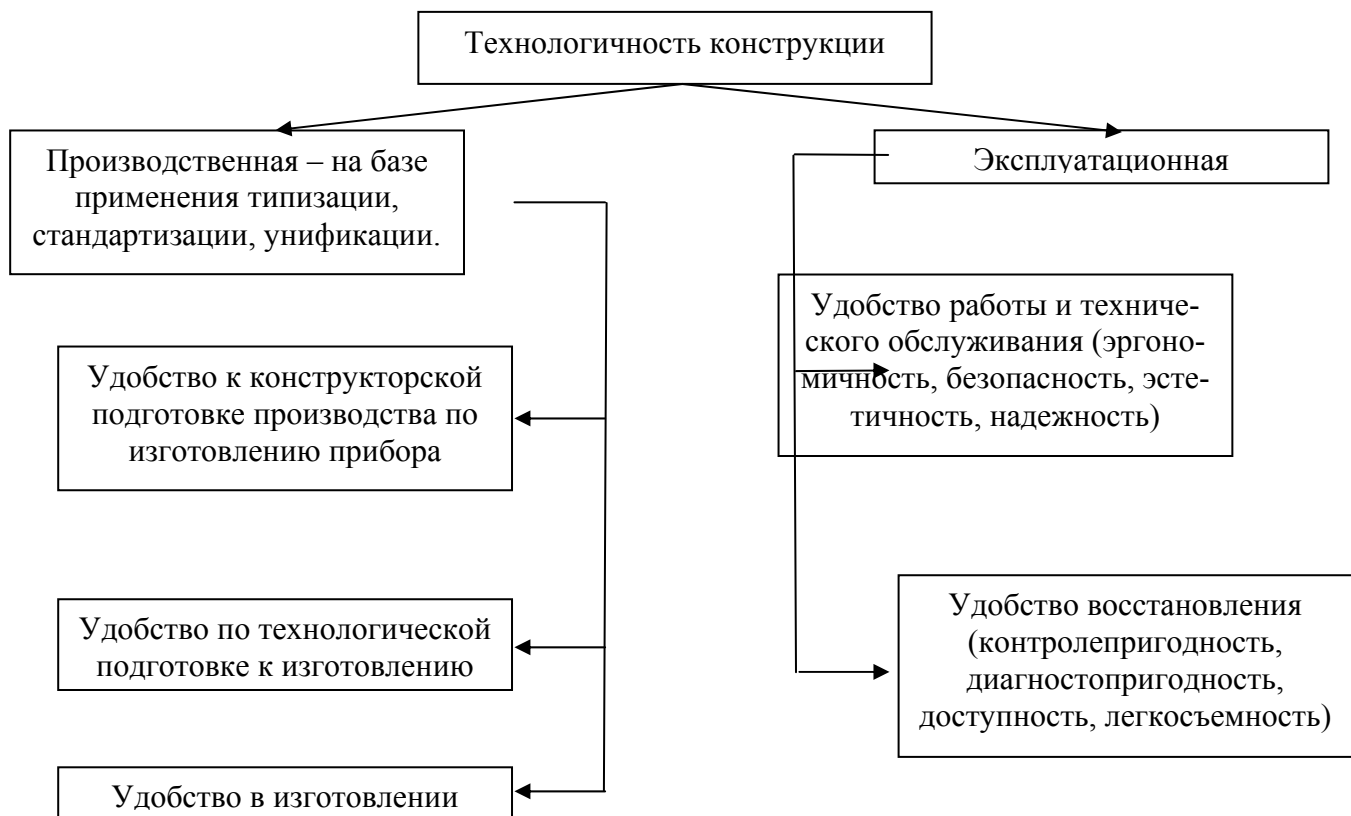 Технологичность конструкции
Производственная – на базе
применения типизации,
стандартизации, унификации.
Эксплуатационная
Удобство работы и техниче-
ского обслуживания (эргоно-
мичность, безопасность, эсте-
тичность, надежность)
Удобство к конструкторской
подготовке производства по
изготовлению прибора
Удобство по технологической
подготовке к изготовлению
Удобство восстановления
(контролепригодность,
диагностопригодность,
доступность, легкосъемность)
Удобство в изготовлении